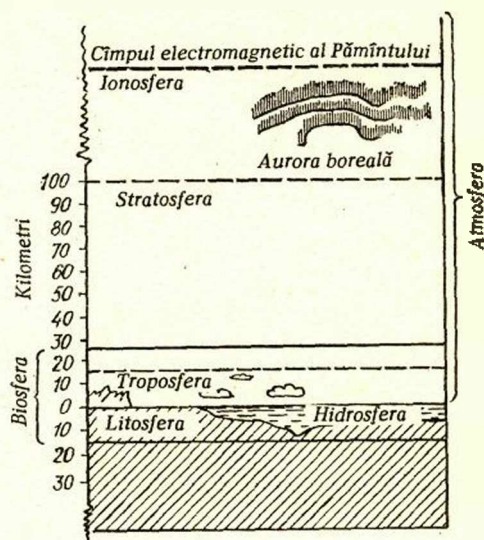 Cîmpul electromagnetic al Pămîntului
Ionosfera
Aurora boreală
100
90
80
70
60
50
40
30
20
10
0
10
20
30
Stratosfera
Troposfera
Hidrosfera
Litosfera
Kilometri
Biosfera
Atmosfera